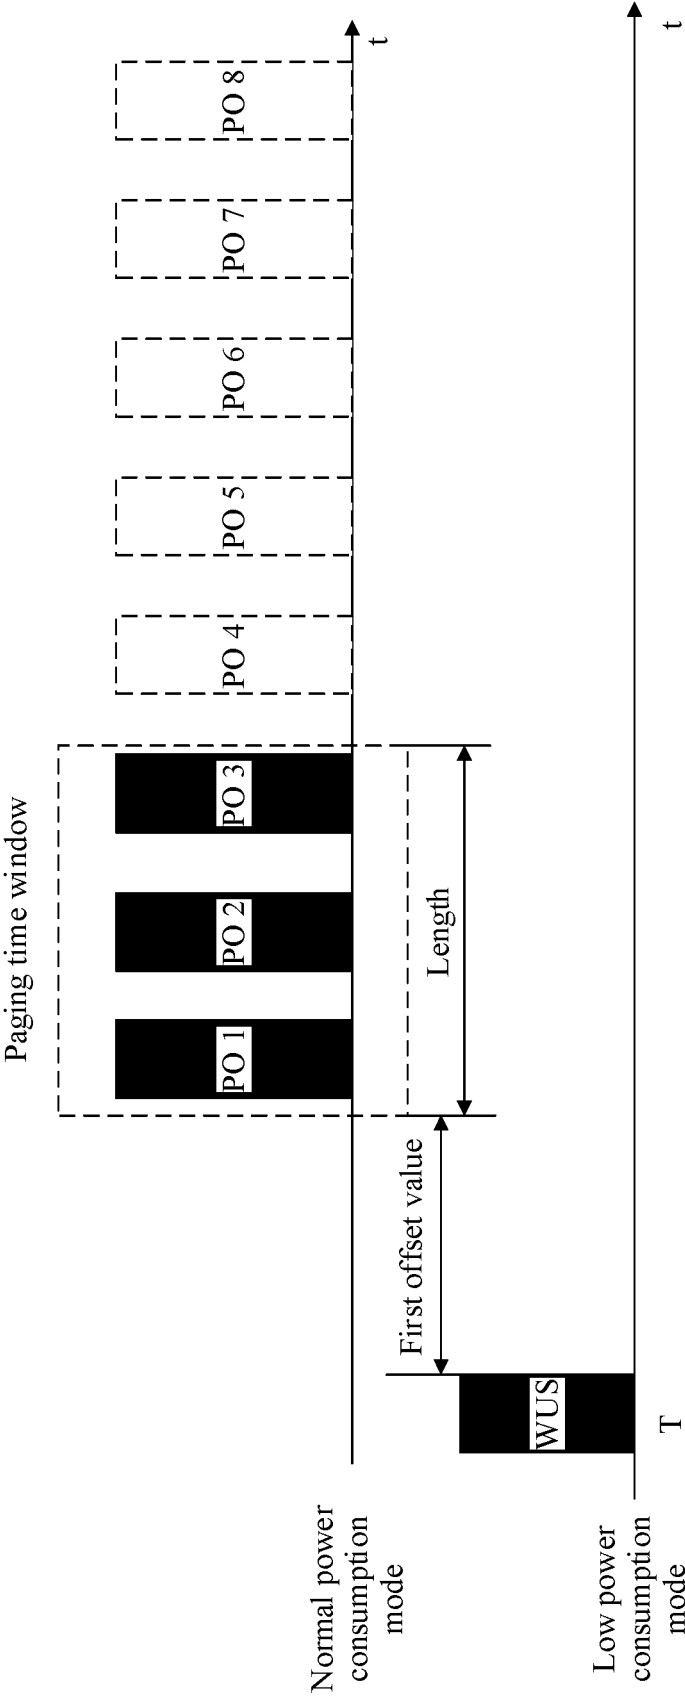 Paging time window
PO 1
PO 2
PO 3
PO 4
PO 5
PO 6
PO 7
PO 8
Normal power
consumption
mode
t
First offset value
Length
WUS
Low power
consumption
mode
T
t